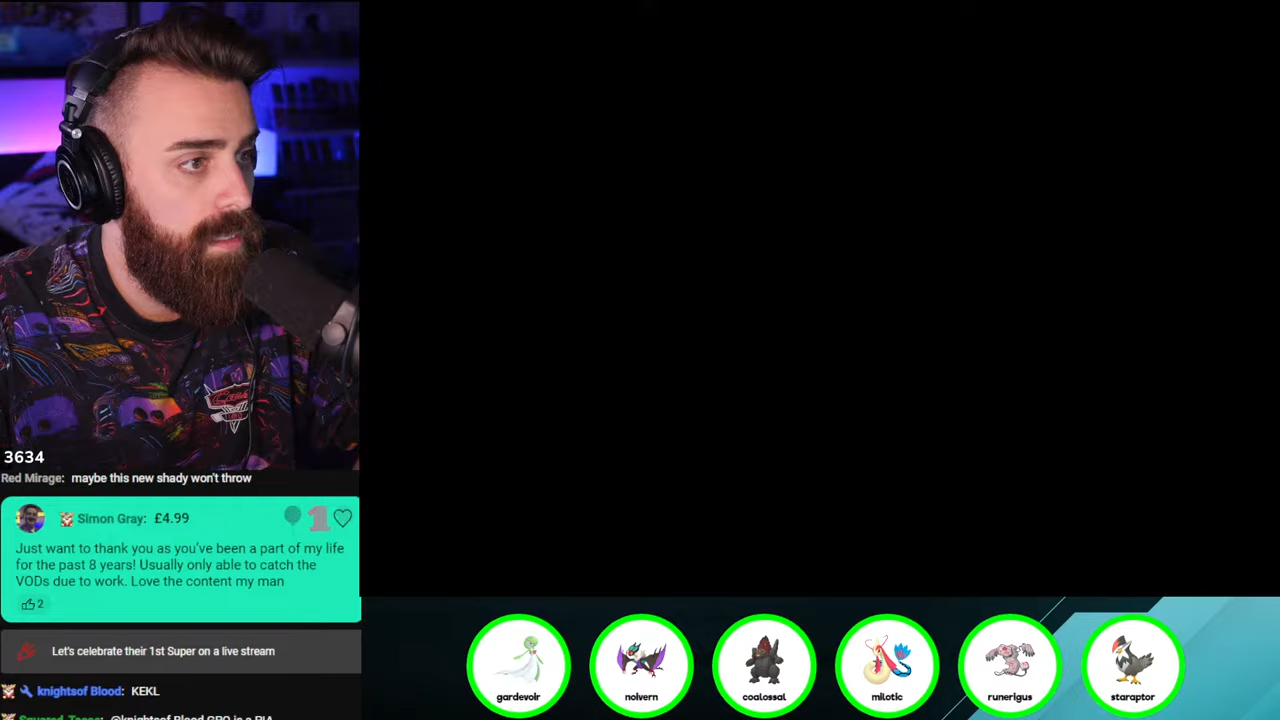 3634
Red Mirage: maybe this new shady won't throw
Simon Gray: £4.99
1
Just want to thank you as you've been a part of my life
for the past 8 years! Usually only able to catch the
VODs due to work. Love the content my man
2
Let's celebrate their 1st Super on a live stream
knightsof Blood: KEKL
@knightsof Blood
gardevoir
noivern
coalossal
milotic
runerigus
staraptor